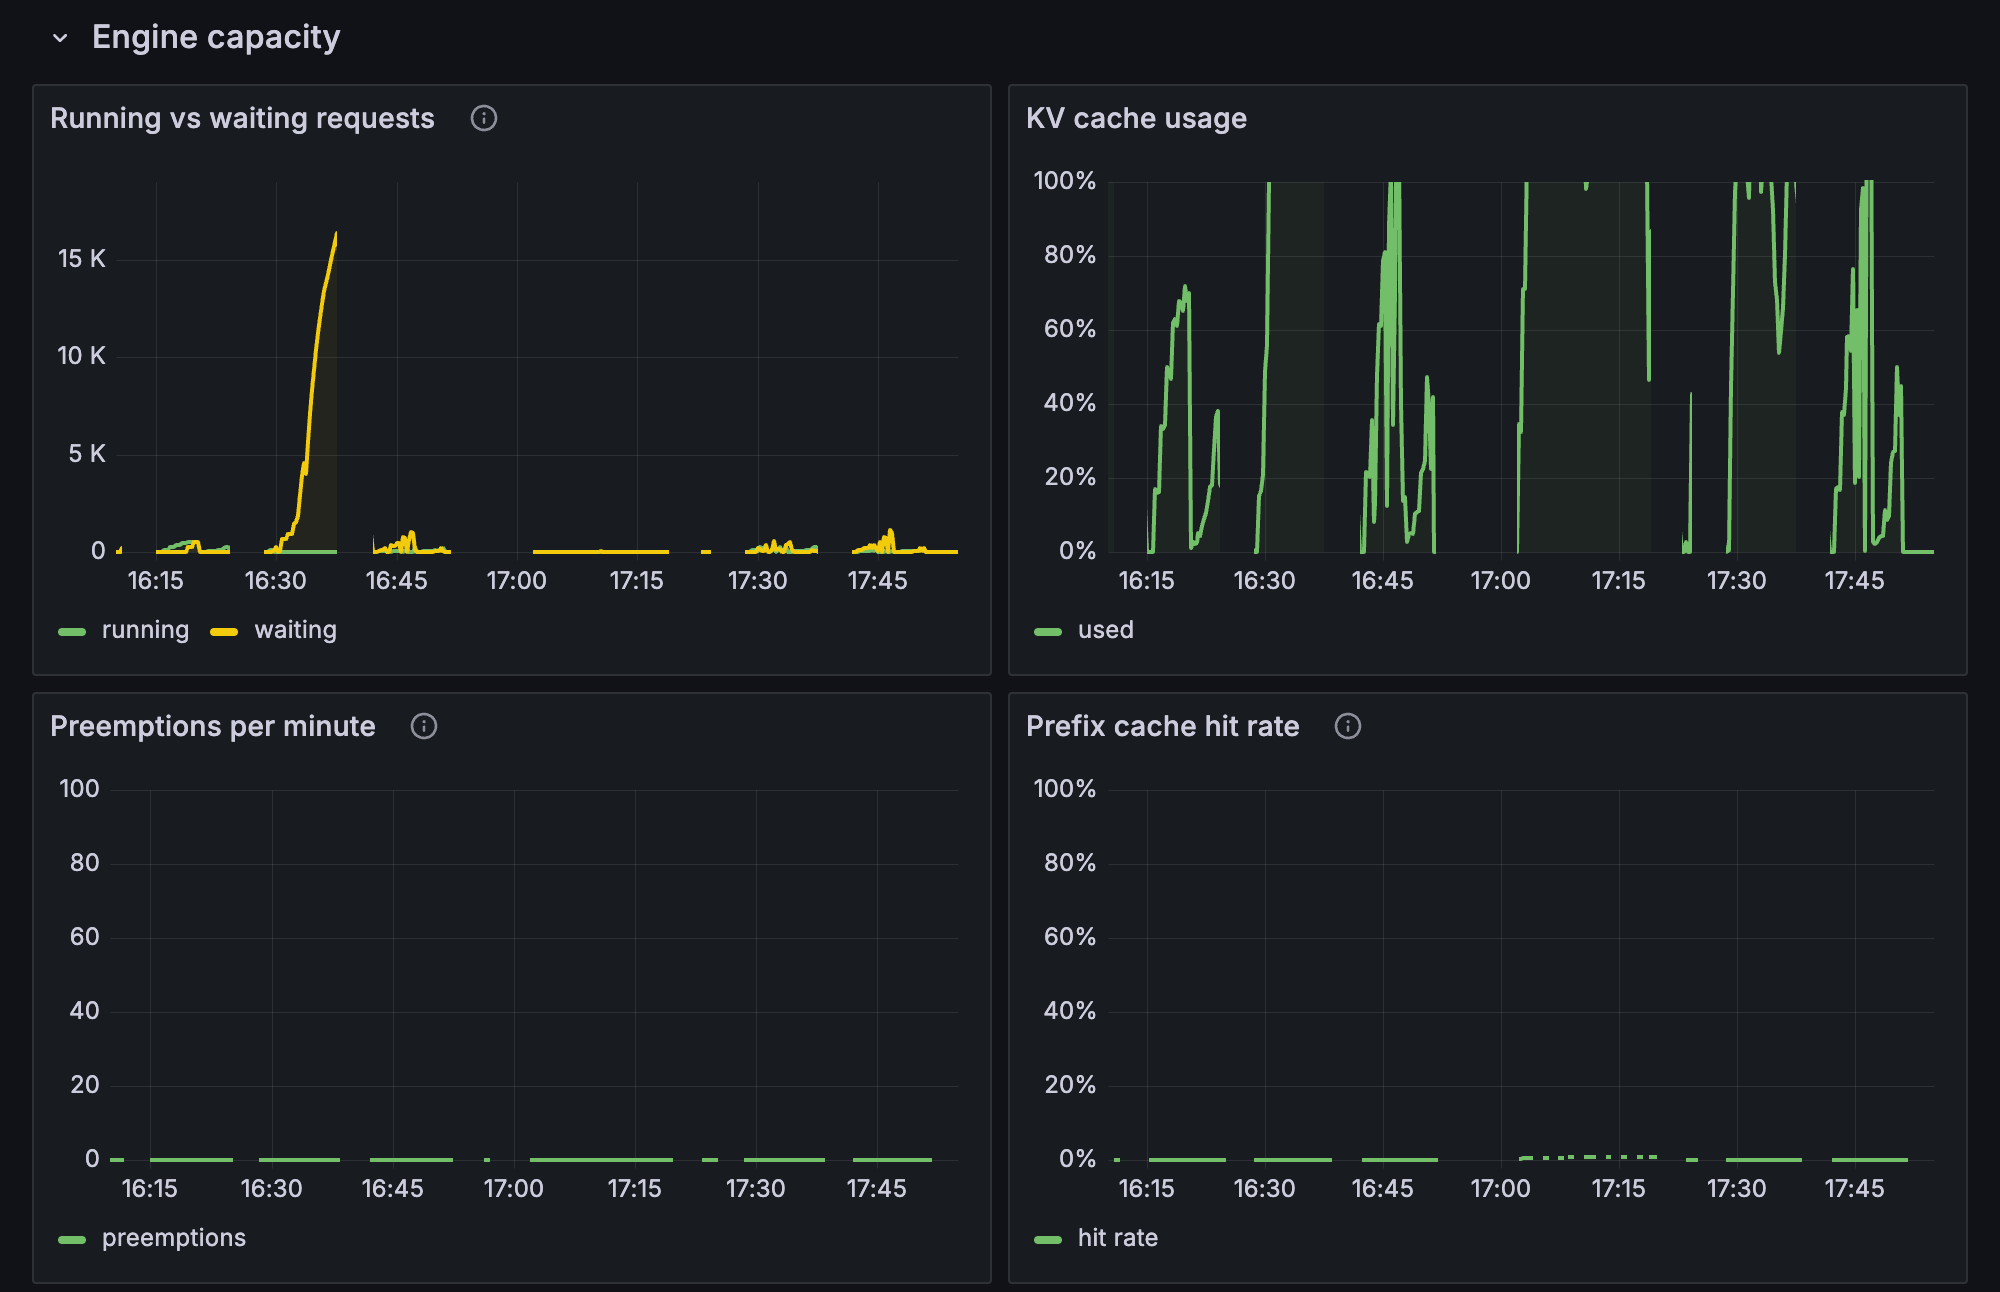 Engine capacity
Running vs waiting requests
15 K
10 K
5 K
0
16:15 16:30 16:45 17:00 17:15 17:30 17:45
running waiting
KV cache usage
100%
80%
60%
40%
20%
0%
16:15 16:30 16:45 17:00 17:15 17:30 17:45
used
Preemptions per minute
100
80
60
40
20
0
16:15 16:30 16:45 17:00 17:15 17:30 17:45
preemptions
Prefix cache hit rate
100%
80%
60%
40%
20%
0%
16:15 16:30 16:45 17:00 17:15 17:30 17:45
hit rate